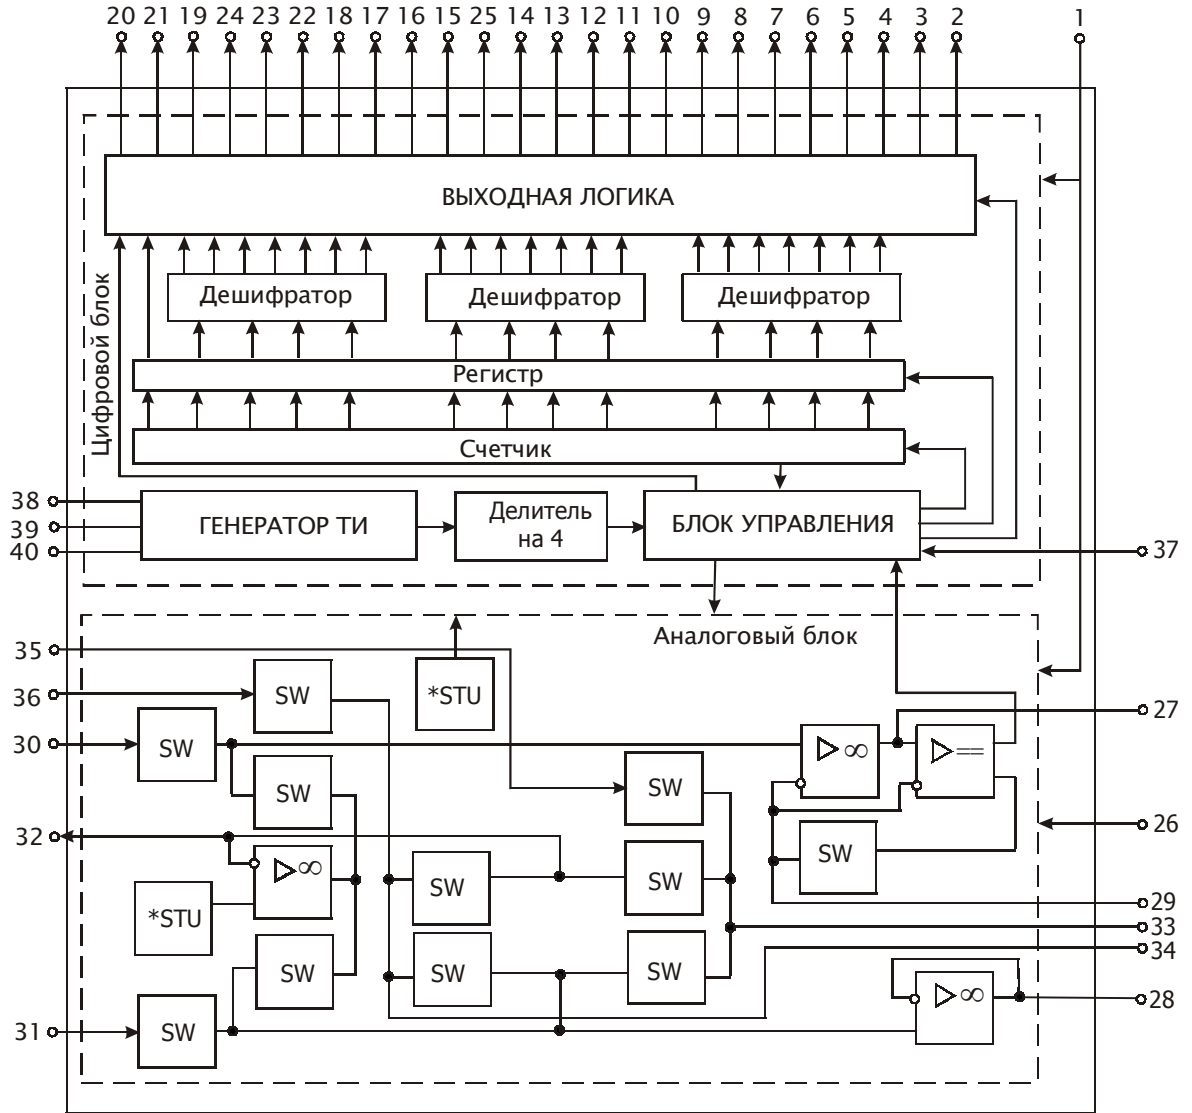 20 21 19 24 23 22 18 17 16 15 25 14 13 12 11 10 9 8 7 6 5 4 3 2 1
ВЫХОДНАЯ ЛОГИКА
Цифровой блок
Дешифратор Дешифратор Дешифратор
Регистр
Счетчик
38
39
40
ГЕНЕРАТОР ТИ
Делитель
на 4
БЛОК УПРАВЛЕНИЯ
37
Аналоговый блок
35
36
SW
*STU
27
30
SW
▷∞
▷==
SW
SW
32
26
▷∞
SW
SW
SW
*STU
29
33
34
SW
SW
SW
▷∞
28
31
SW